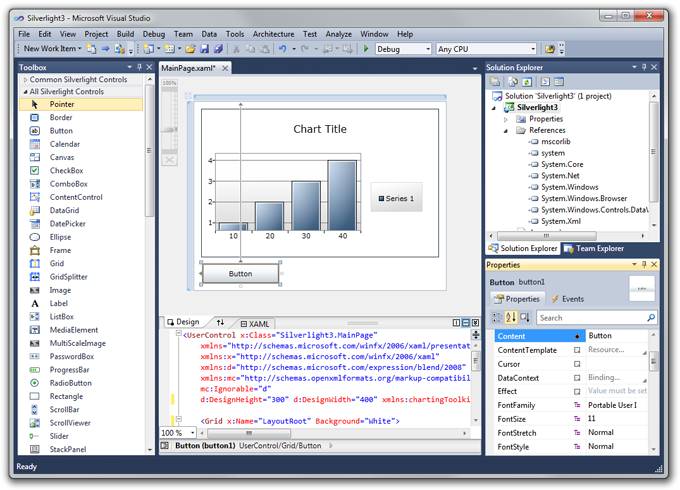 Silverlight3 - Microsoft Visual Studio
File Edit View Project Build Debug Team Data Tools Architecture Test Analyze Window Help
New Work Item Debug Any CPU
Toolbox
Common Silverlight Controls
All Silverlight Controls
Pointer
Border
Button
Calendar
Canvas
CheckBox
ComboBox
ContentControl
DataGrid
DatePicker
Ellipse
Frame
Grid
GridSplitter
Image
Label
ListBox
MediaElement
MultiScaleImage
PasswordBox
ProgressBar
RadioButton
Rectangle
ScrollBar
ScrollViewer
Slider
StackPanel
MainPage.xaml*
100%
Chart Title
4
3
2
1
10 20 30 40
Series 1
Button
Design XAML
<UserControl x:Class="Silverlight3.MainPage"
xmlns="http://schemas.microsoft.com/winfx/2006/xaml/presentat
xmlns:x="http://schemas.microsoft.com/winfx/2006/xaml"
xmlns:d="http://schemas.microsoft.com/expression/blend/2008"
xmlns:mc="http://schemas.openxmlformats.org/markup-compatibil
mc:Ignorable="d"
d:DesignHeight="300" d:DesignWidth="400" xmlns:chartingToolki
<Grid x:Name="LayoutRoot" Background="White">
100 %
Button (button1) UserControl/Grid/Button
Solution Explorer
Solution 'Silverlight3' (1 project)
Silverlight3
Properties
References
mscorlib
system
System.Core
System.Net
System.Windows
System.Windows.Browser
System.Windows.Controls.Data\
System.Xml
Solution Explorer Team Explorer
Properties
Button button1
Properties Events
Search
Content Button
ContentTemplate Resource...
Cursor
DataContext Binding...
Effect Value must be set
FontFamily Portable User I
FontSize 11
FontStretch Normal
FontStyle Normal
Ready